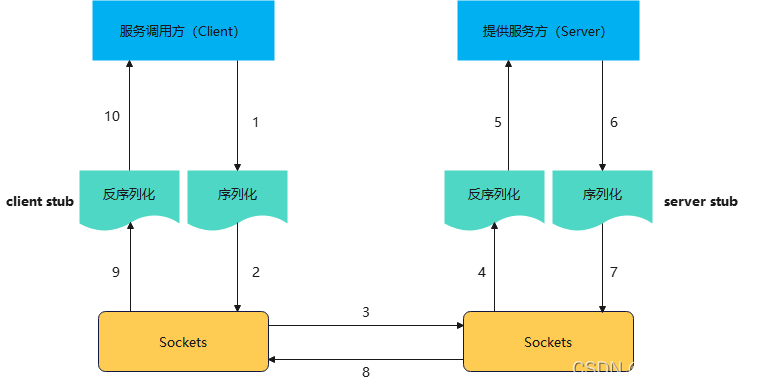 服务调用方（Client）
提供服务方（Server）
10
1
5
6
client stub
反序列化
序列化
反序列化
序列化
server stub
9
2
4
7
3
Sockets
Sockets
8
CSDN